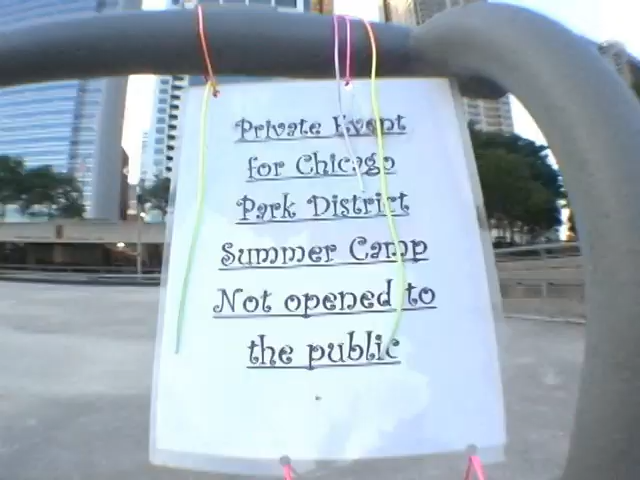 Private Event
for Chicago
Park District
Summer Camp
Not opened to
the public